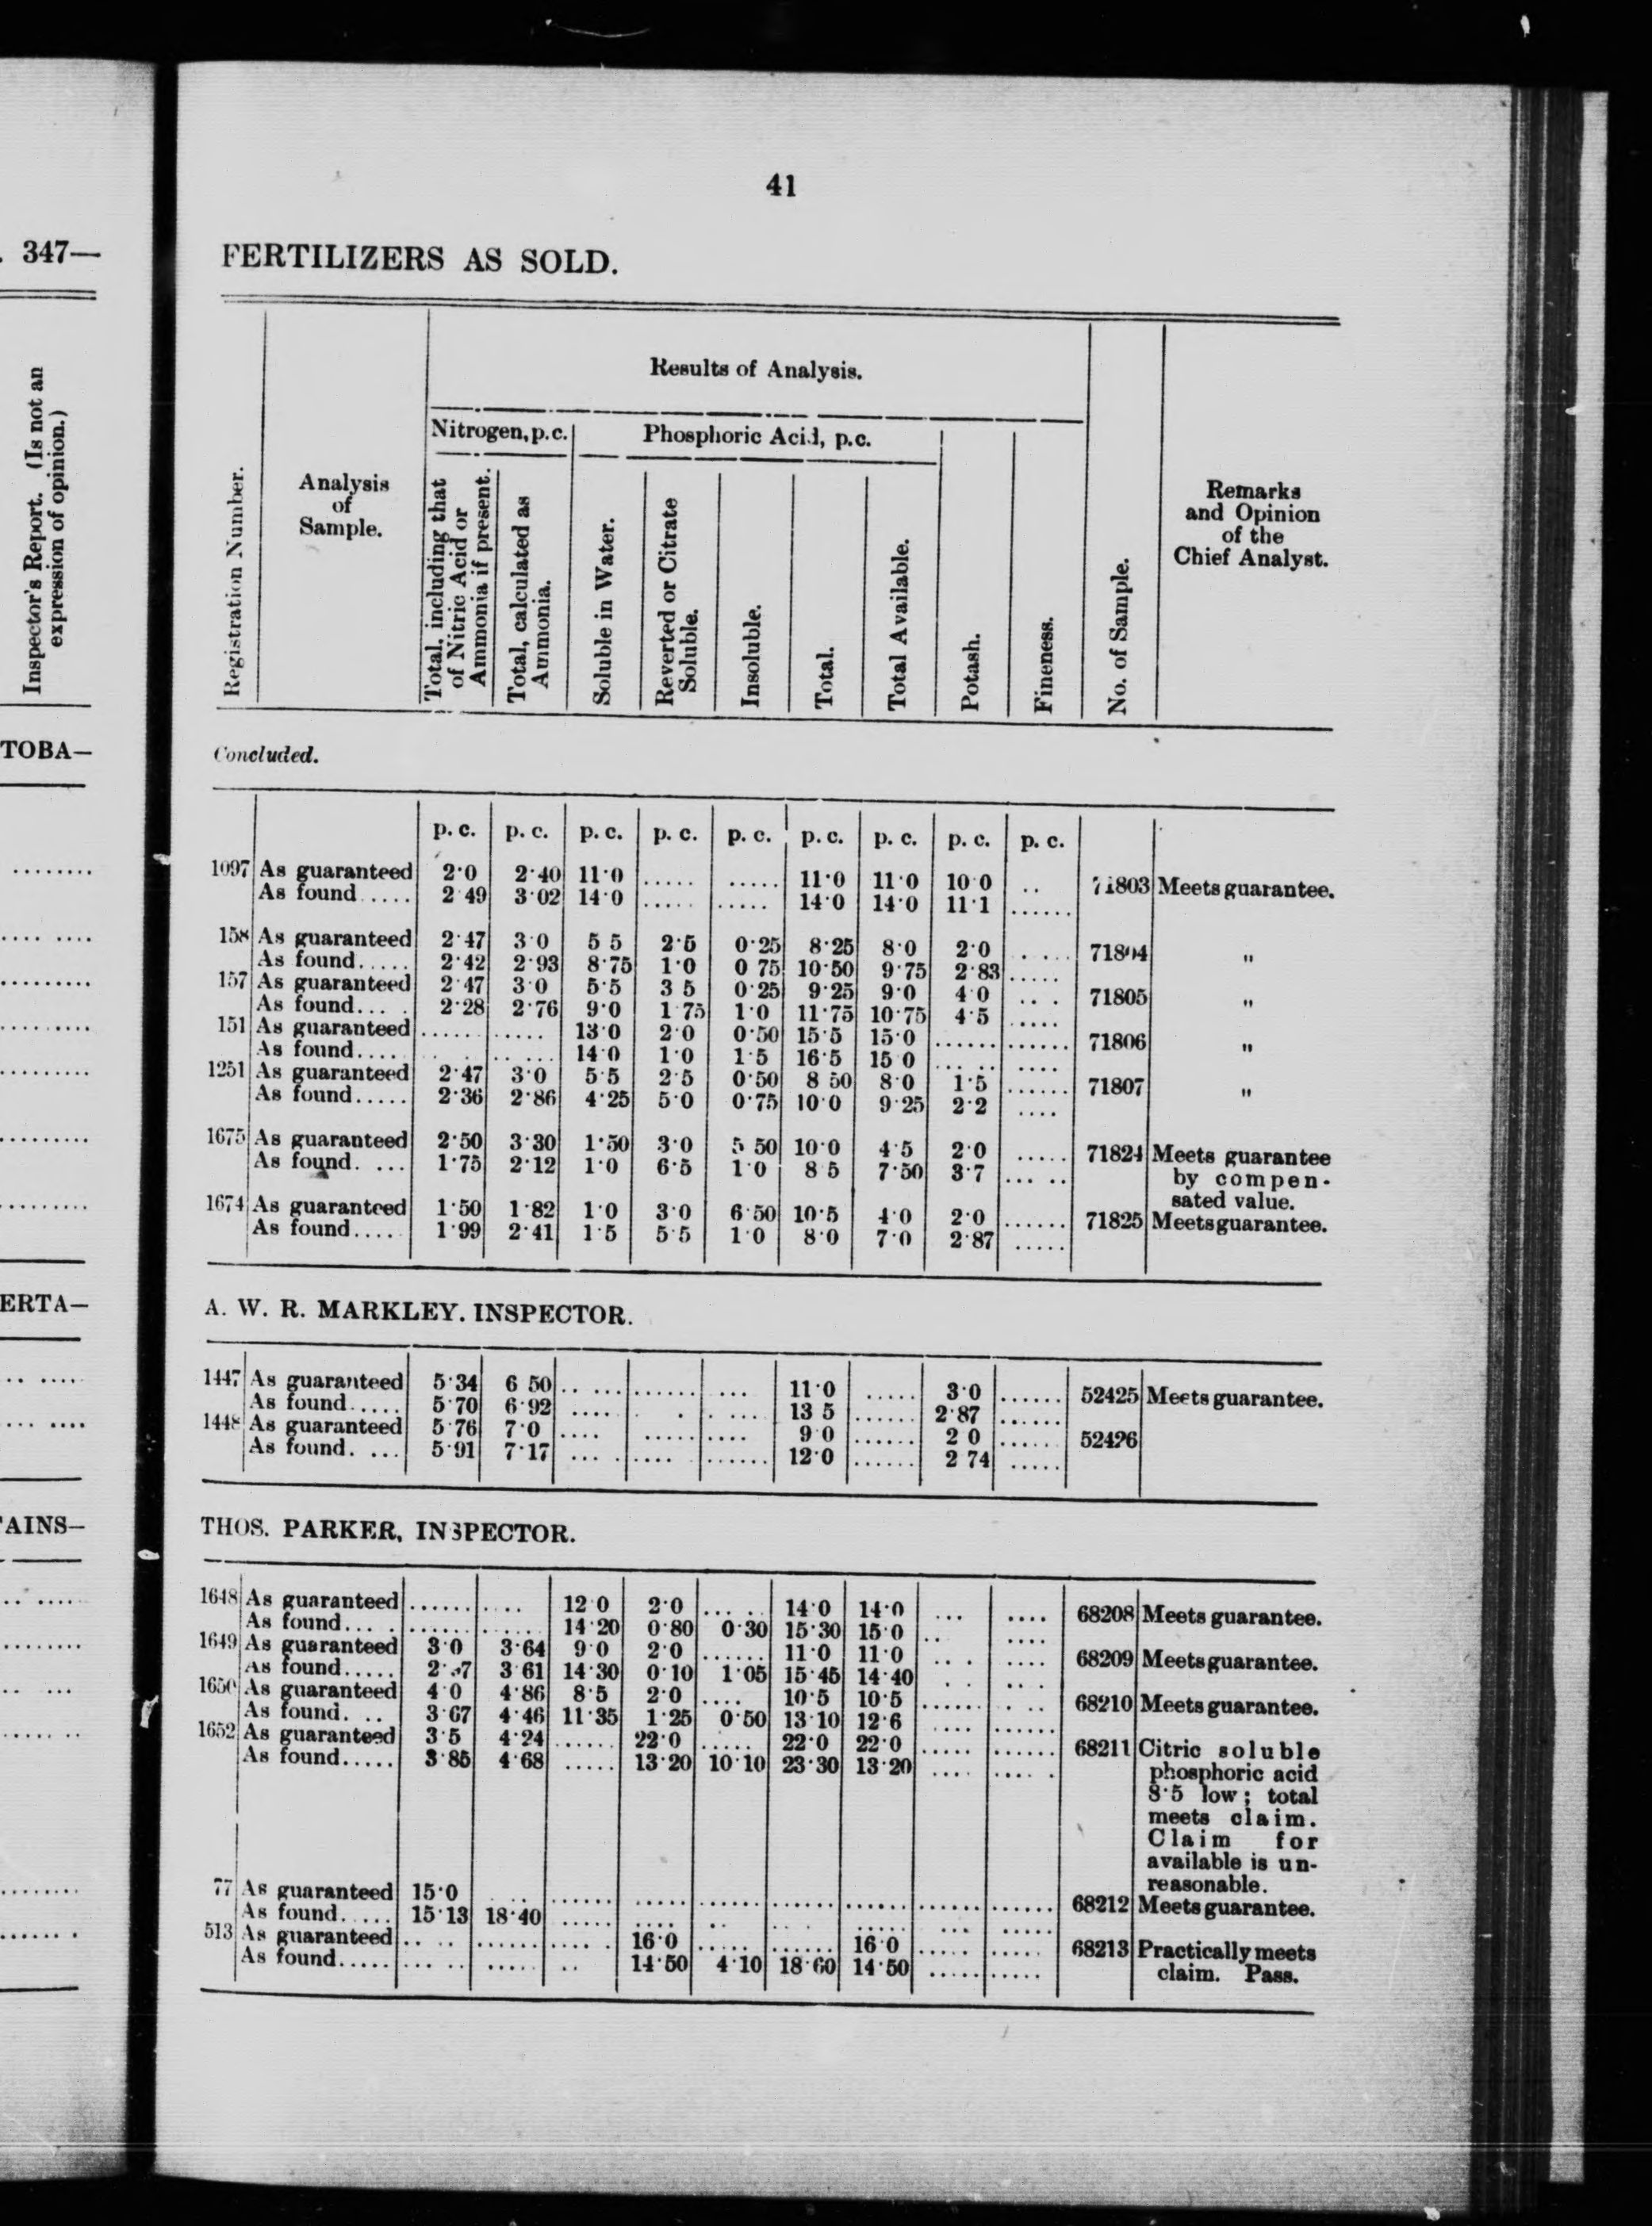 . 347—
Inspector's Report. (Is not an
expression of opinion.)
TOBA—
ERTA—
AINS—
41
FERTILIZERS AS SOLD.
Registration Number.
Analysis
of
Sample.
Results of Analysis.
Nitrogen, p.c.
Phosphoric Acid, p.c.
Total, including that
of Nitric Acid or
Ammonia if present.
Total, calculated as
Ammonia.
Soluble in Water.
Reverted or Citrate
Soluble.
Insoluble.
Total.
Total Available.
Potash.
Fineness.
No. of Sample.
Remarks
and Opinion
of the
Chief Analyst.
Concluded.
p. c. p. c. p. c. p. c. p. c. p. c. p. c. p. c. p. c.
1097 As guaranteed 2·0 2·40 11·0 ..... ..... 11·0 11·0 10 0 .. 71803 Meets guarantee.
As found..... 2 49 3·02 14·0 ..... ..... 14·0 14·0 11·1 ......
158 As guaranteed 2·47 3·0 5 5 2·5 0·25 8·25 8·0 2·0 ..... 71804 "
As found..... 2·42 2·93 8·75 1·0 0 75 10·50 9·75 2·83 .....
157 As guaranteed 2·47 3·0 5·5 3 5 0·25 9·25 9·0 4·0 ... . 71805 "
As found... . 2·28 2·76 9·0 1·75 1·0 11·75 10·75 4·5 .....
151 As guaranteed ...... ..... 13·0 2·0 0·50 15·5 15·0 ...... ...... 71806 "
As found.... 14·0 1·0 1·5 16·5 15 0 ..... ....
1251 As guaranteed 2·47 3·0 5·5 2·5 0·50 8 50 8·0 1·5 ...... 71807 "
As found..... 2·36 2·86 4·25 5·0 0·75 10·0 9·25 2·2 ....
1675 As guaranteed 2·50 3·30 1·50 3·0 5 50 10·0 4·5 2·0 ..... 71824 Meets guarantee
As found. ... 1·75 2·12 1·0 6·5 1·0 8 5 7·50 3·7 ... .. by compen-
sated value.
1674 As guaranteed 1·50 1·82 1·0 3·0 6·50 10·5 4·0 2·0 ...... 71825 Meets guarantee.
As found.... 1·99 2·41 1·5 5·5 1·0 8·0 7·0 2·87 .....
A. W. R. MARKLEY. INSPECTOR.
1447 As guaranteed 5·34 6 50 .. ... ...... ... 11·0 ..... 3·0 ...... 52425 Meets guarantee.
As found..... 5·70 6·92 .... . . .... 13 5 ...... 2·87 ......
1448 As guaranteed 5 76 7·0 .... ..... .... 9 0 ...... 2 0 ...... 52426
As found. ... 5·91 7·17 ... .... ...... 12·0 ...... 2 74 .....
THOS. PARKER, INSPECTOR.
1648 As guaranteed ...... .... 12 0 2·0 ... .. 14·0 14·0 ... .... 68208 Meets guarantee.
As found... . ...... ...... 14·20 0·80 0·30 15·30 15·0 .. ....
1649 As guaranteed 3·0 3·64 9·0 2·0 ...... 11·0 11·0 .. . .... 68209 Meets guarantee.
As found..... 3·61 14·30 0·10 1·05 15·45 14·40 . . ...
1650 As guaranteed 4·0 4·86 8·5 2·0 .... 10·5 10·5 ...... . .. 68210 Meets guarantee.
As found. .. 3·67 4·46 11·35 1·25 0·50 13·10 12·6 .... ......
1652 As guaranteed 3·5 4·24 ...... 22·0 ..... 22·0 22·0 ..... ...... 68211 Citric soluble
As found..... 3·85 4·68 ..... 13·20 10·10 23·30 13·20 .... .... . phosphoric acid
8·5 low; total
meets claim.
Claim for
available is un-
reasonable.
77 As guaranteed 15·0 ... ...... ...... ...... ...... ...... ...... ...... 68212 Meets guarantee.
As found..... 15·13 18·40 ..... .... .. .... ..... ... .....
513 As guaranteed .. .. ...... .... . 16·0 ..... ...... 16·0 ..... ..... 68213 Practically meets
As found..... ... .. ..... .. 14·50 4·10 18·60 14·50 ..... ..... claim. Pass.